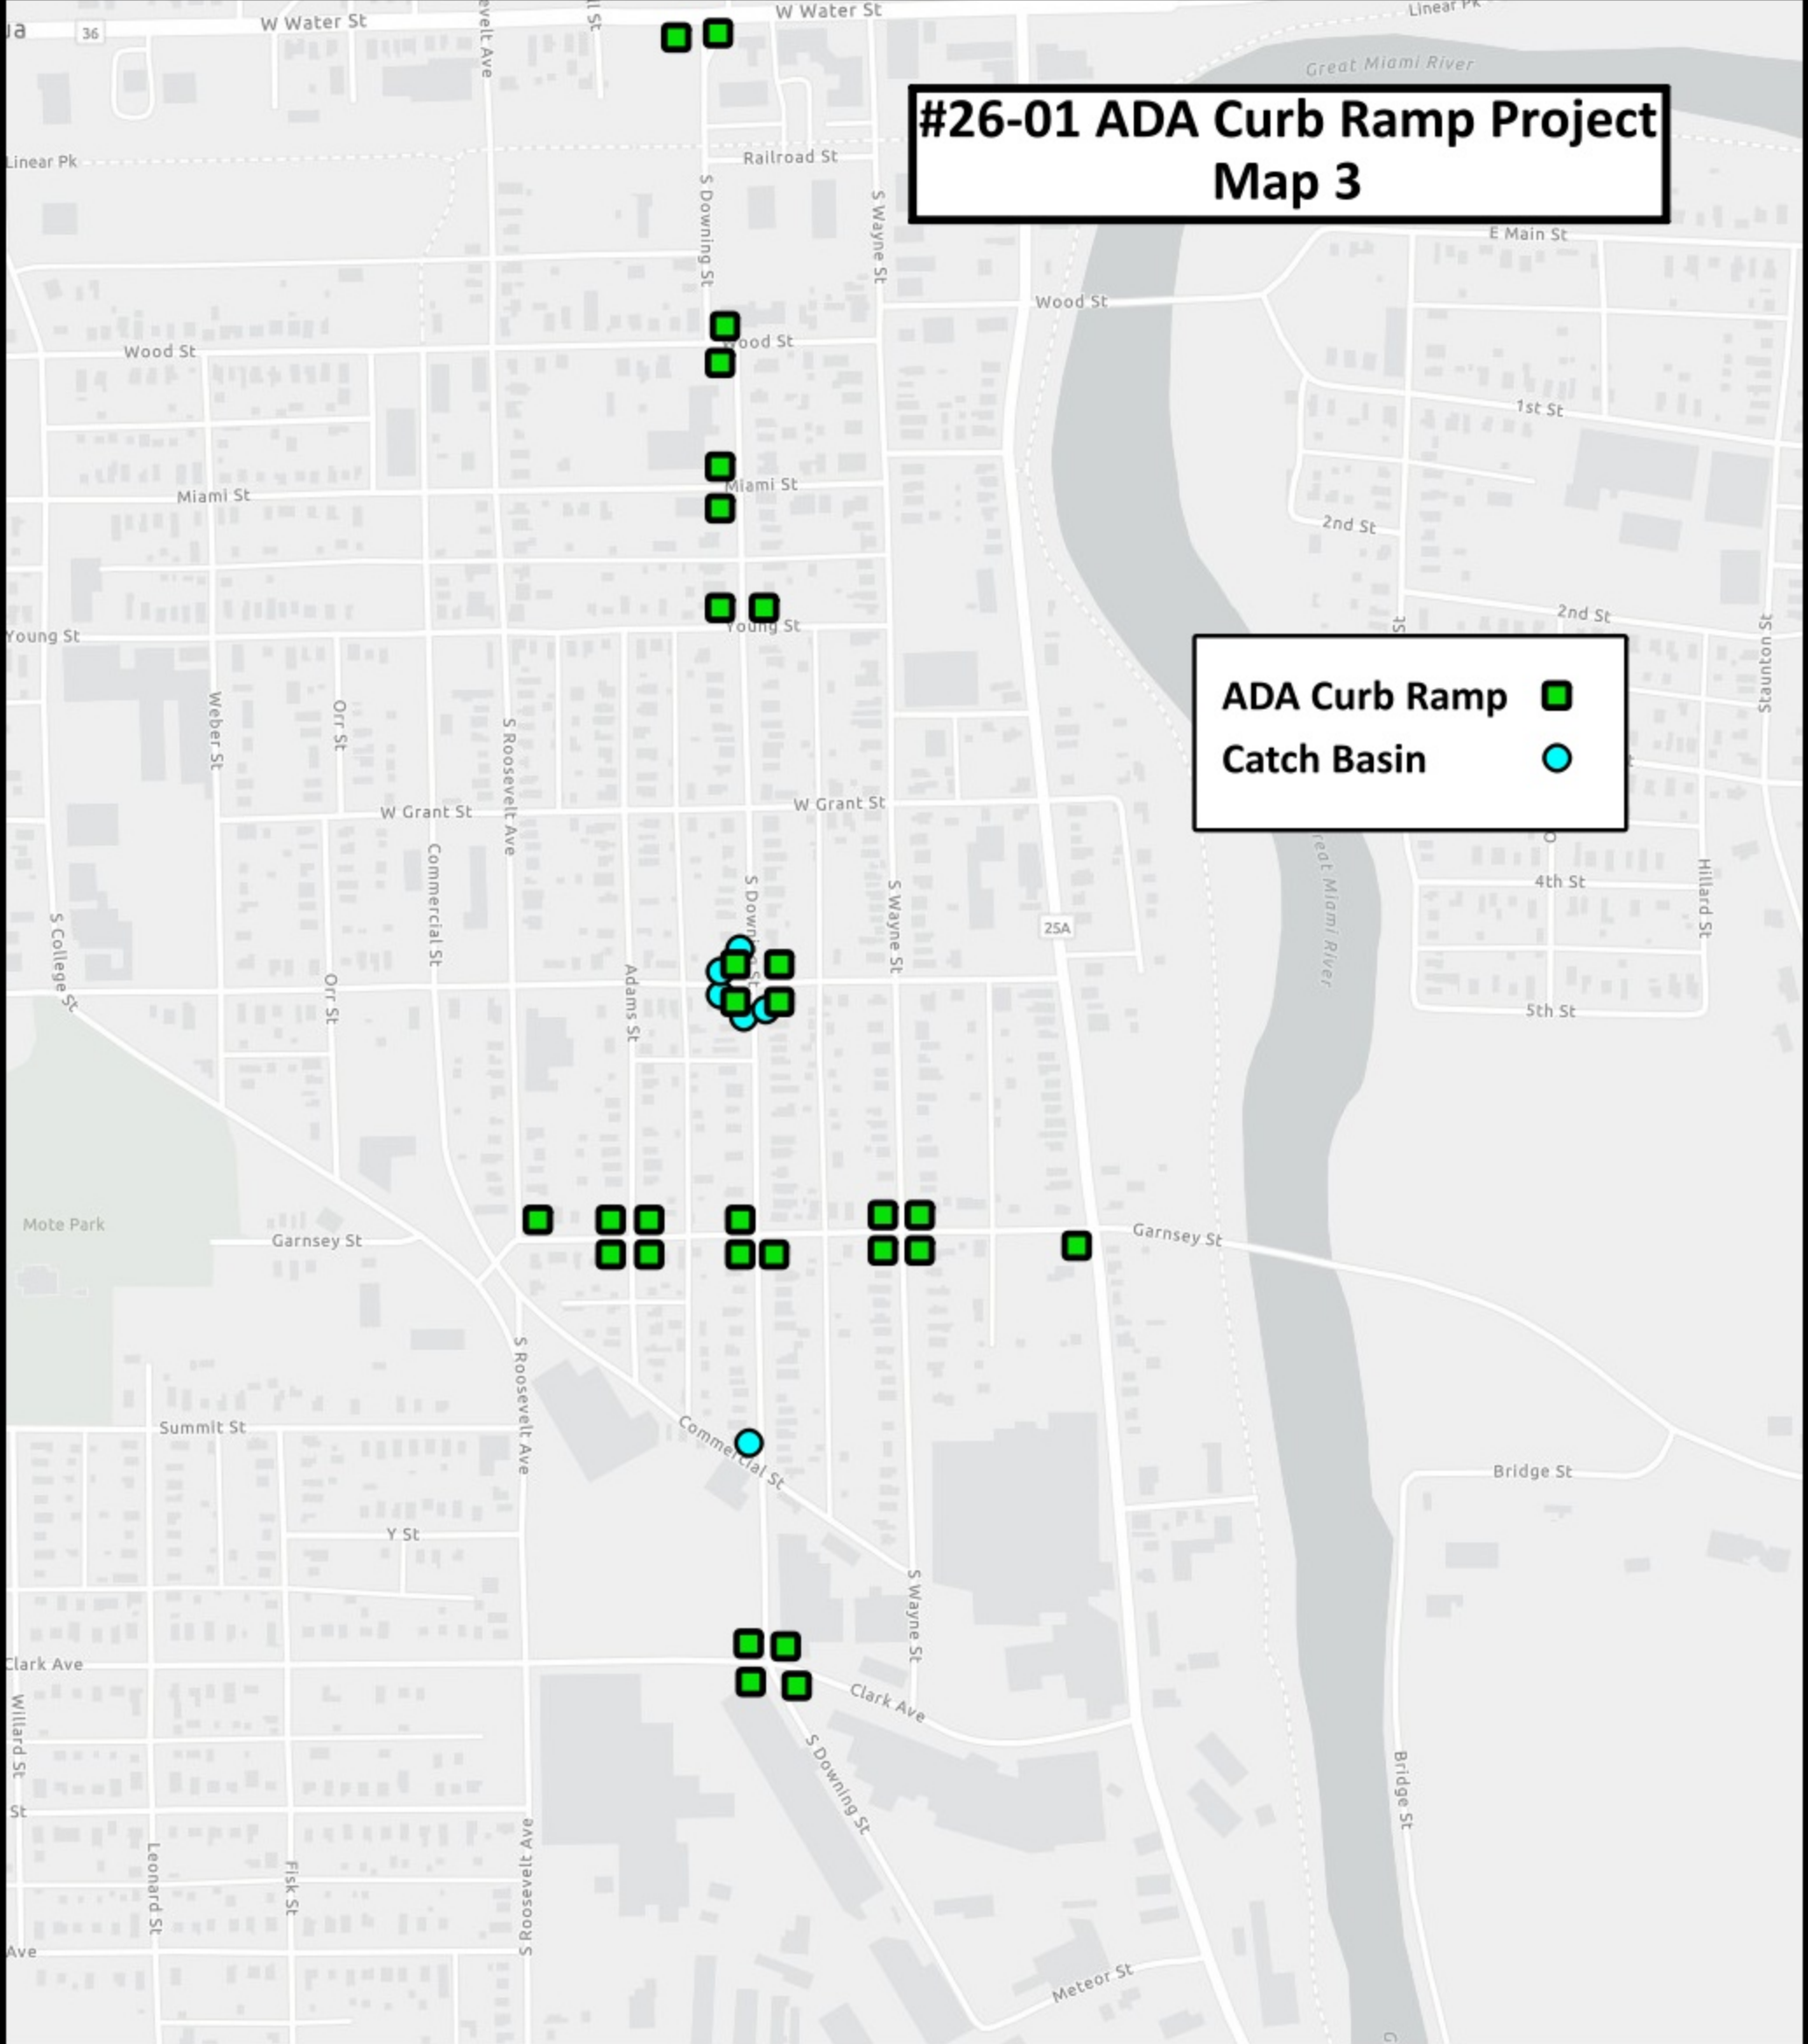 Linear Pk
W Water St
W Water St
36
Great Miami River
#26-01 ADA Curb Ramp Project
Map 3
Linear Pk
Railroad St
S Downing St
S Wayne St
E Main St
Wood St
Wood St
Wood St
1st St
Miami St
Miami St
2nd St
2nd St
Young St
Young St
St
Staunton St
ADA Curb Ramp
Catch Basin
Weber St
Orr St
S Roosevelt Ave
W Grant St
W Grant St
Commercial St
S College St
S Wayne St
25A
Great Miami River
4th St
Hillard St
Orr St
Adams St
5th St
Mote Park
Garnsey St
Garnsey St
S Roosevelt Ave
Summit St
Commercial St
Bridge St
Y St
S Wayne St
Clark Ave
Clark Ave
Willard St
S Downing St
Bridge St
St
Leonard St
Fisk St
S Roosevelt Ave
Ave
Meteor St